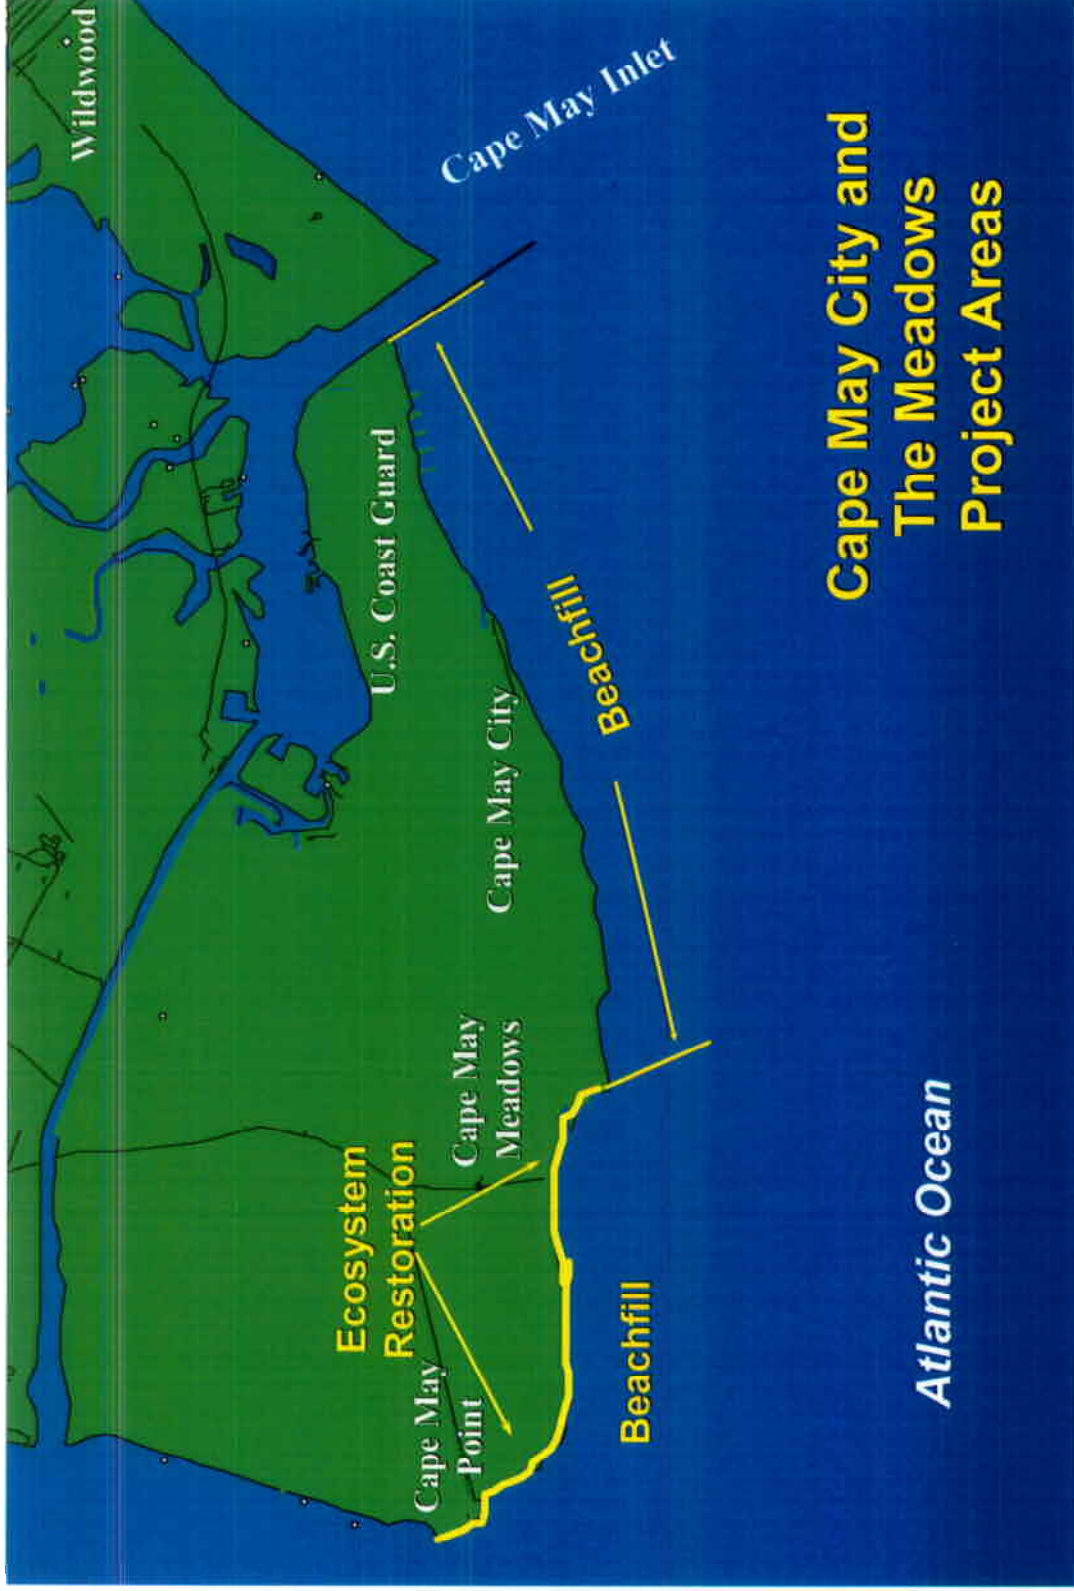 Wildwood
Cape May Inlet
U.S. Coast Guard
Cape May City
Beachfill
Cape May
Meadows
Ecosystem
Restoration
Cape May
Point
Beachfill
Cape May City and
The Meadows
Project Areas
Atlantic Ocean